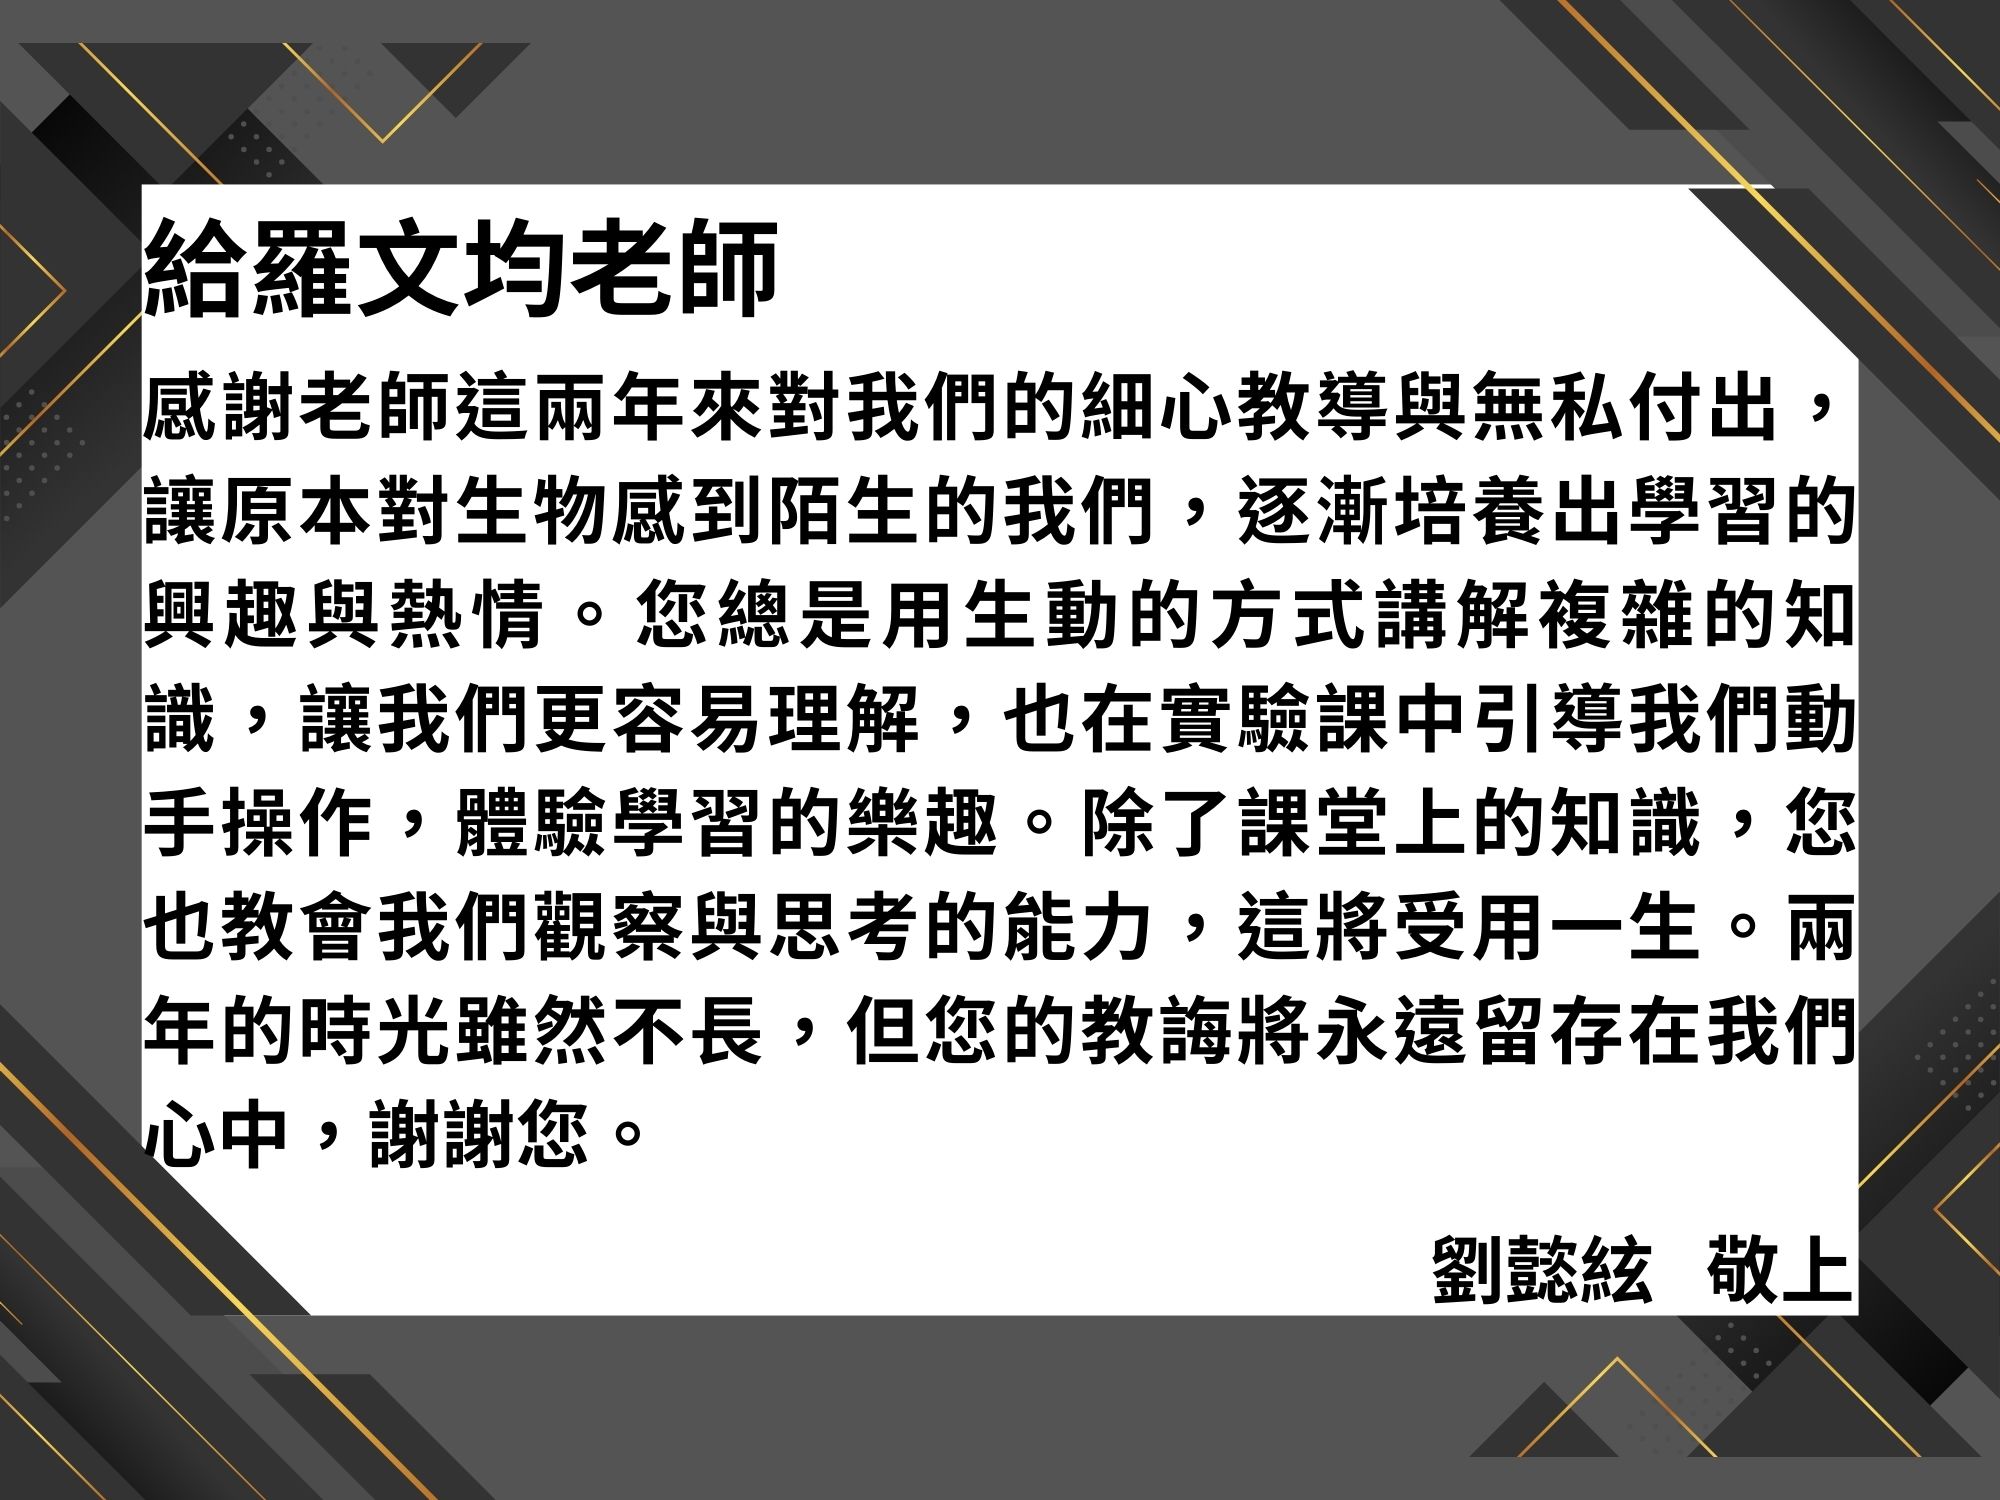 給羅文均老師
感謝老師這兩年來對我們的細心教導與無私付出，
讓原本對生物感到陌生的我們，逐漸培養出學習的
興趣與熱情。您總是用生動的方式講解複雜的知
識，讓我們更容易理解，也在實驗課中引導我們動
手操作，體驗學習的樂趣。除了課堂上的知識，您
也教會我們觀察與思考的能力，這將受用一生。兩
年的時光雖然不長，但您的教誨將永遠留存在我們
心中，謝謝您。
劉懿絃 敬上